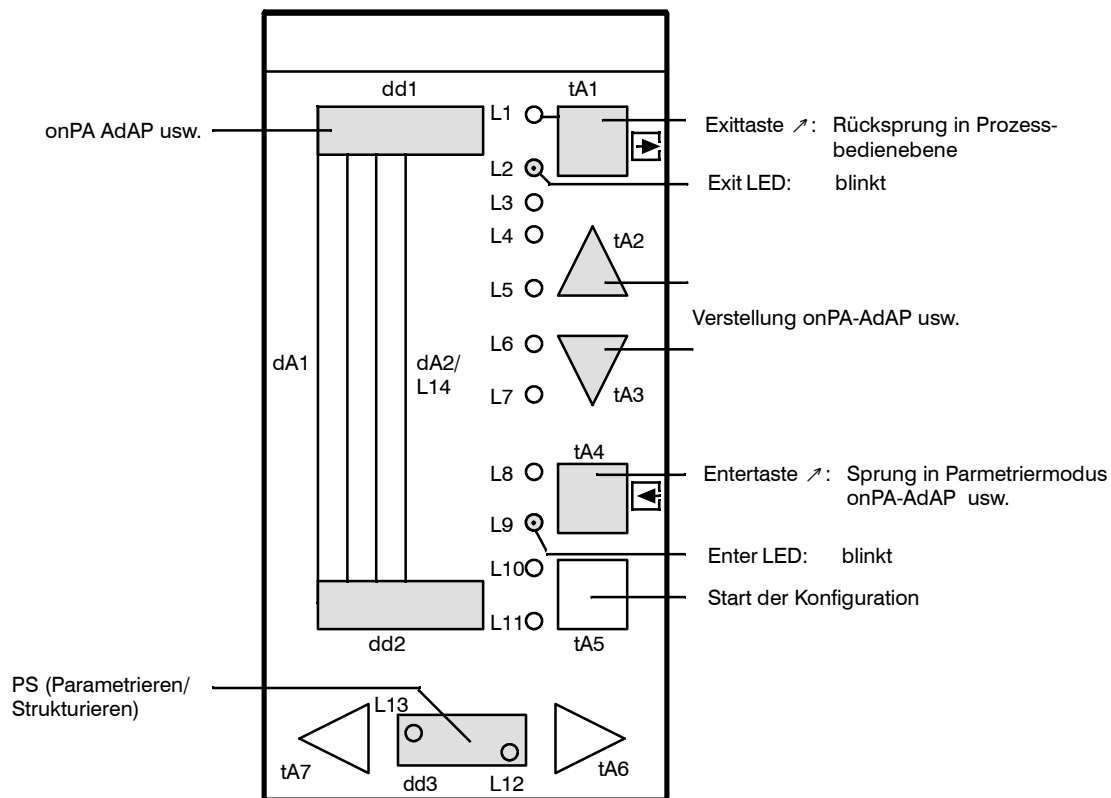 dd1
tA1
onPA AdAP usw.
L1
Exittaste ↗: Rücksprung in Prozess-
bedienebene
L2
Exit LED: blinkt
L3
L4
tA2
L5
Verstellung onPA-AdAP usw.
L6
dA1
dA2/
L14
L7
tA3
tA4
L8
Entertaste ↗: Sprung in Parmetriermodus
onPA-AdAP usw.
L9
Enter LED: blinkt
L10
Start der Konfiguration
L11
dd2
tA5
PS (Parametrieren/
Strukturieren)
L13
tA7
dd3
L12
tA6